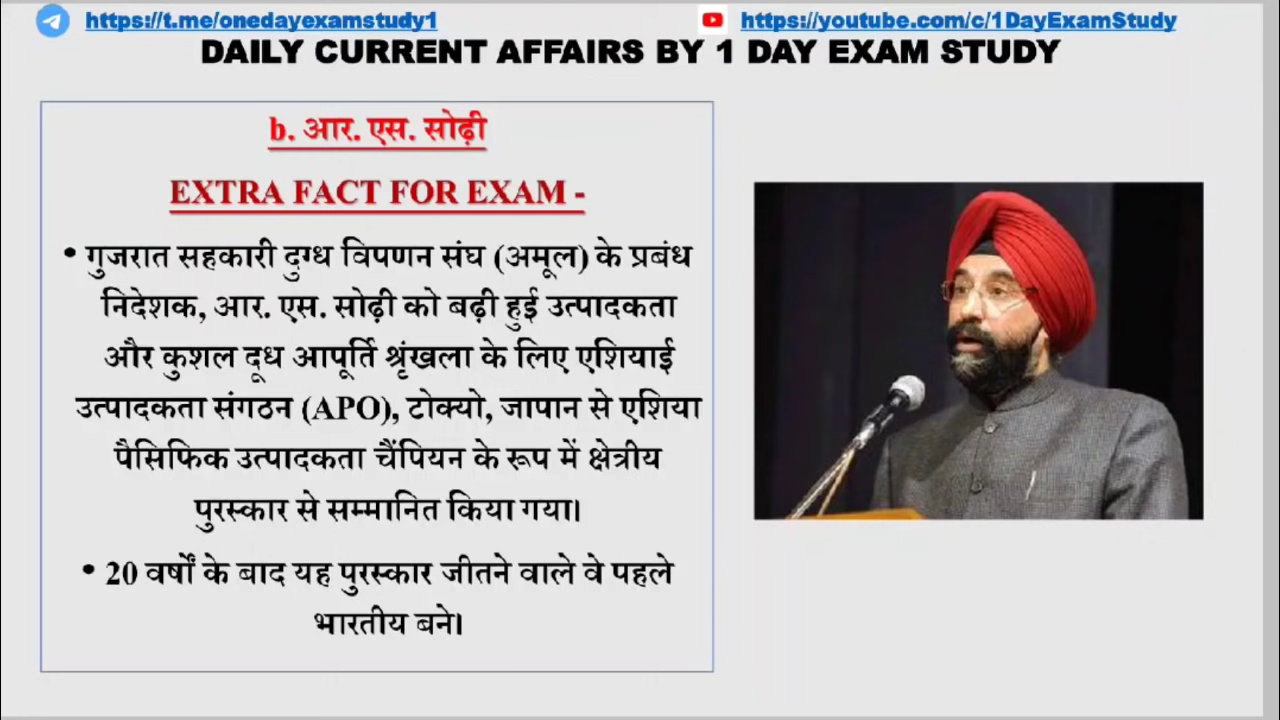 https://t.me/onedayexamstudy1
https://youtube.com/c/1DayExamStudy
DAILY CURRENT AFFAIRS BY 1 DAY EXAM STUDY
b. आर. एस. सोढ़ी
EXTRA FACT FOR EXAM -
• गुजरात सहकारी दुग्ध विपणन संघ (अमूल) के प्रबंध
निदेशक, आर. एस. सोढ़ी को बढ़ी हुई उत्पादकता
और कुशल दूध आपूर्ति श्रृंखला के लिए एशियाई
उत्पादकता संगठन (APO), टोक्यो, जापान से एशिया
पैसिफिक उत्पादकता चैंपियन के रूप में क्षेत्रीय
पुरस्कार से सम्मानित किया गया।
• 20 वर्षों के बाद यह पुरस्कार जीतने वाले वे पहले
भारतीय बने।